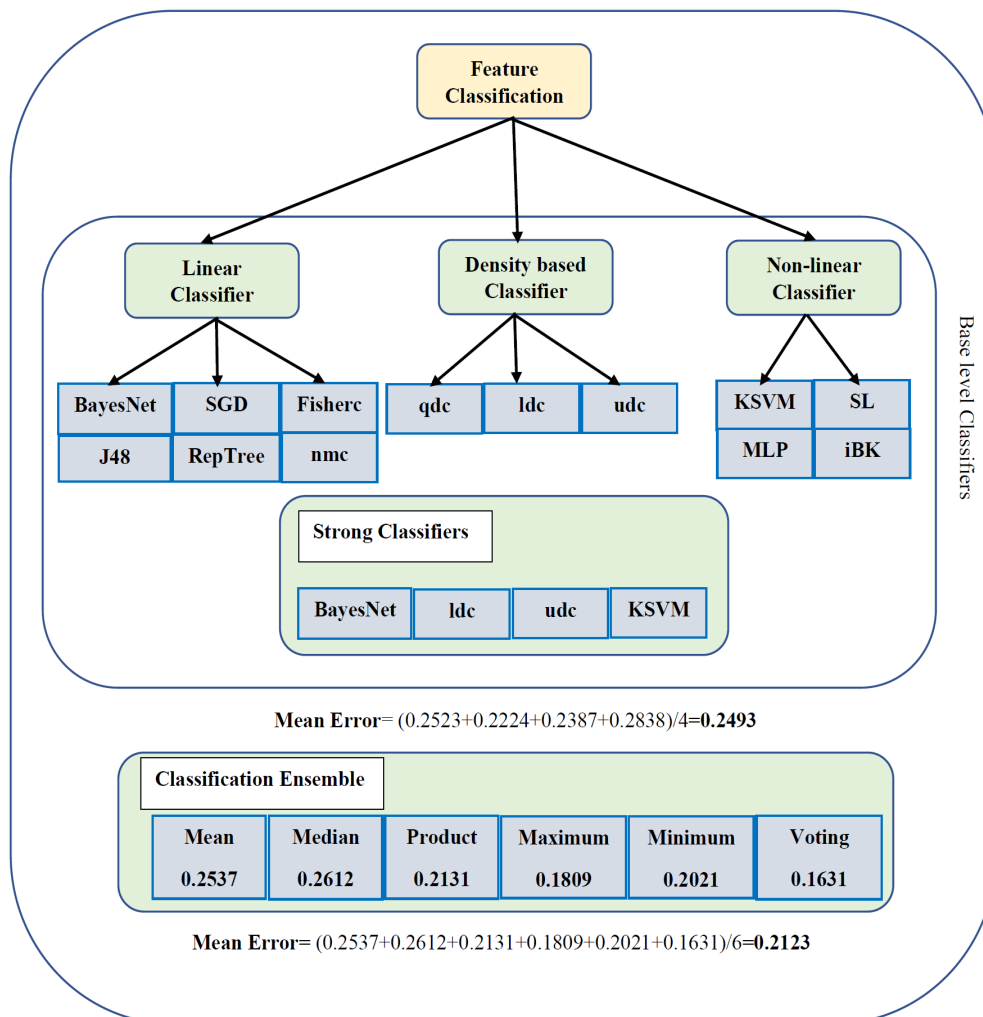 Feature
Classification
Linear
Classifier
Density based
Classifier
Non-linear
Classifier
Base level Classifiers
BayesNet SGD Fisherc
J48 RepTree nmc
qdc ldc udc
KSVM SL
MLP iBK
Strong Classifiers
BayesNet ldc udc KSVM
Mean Error= (0.2523+0.2224+0.2387+0.2838)/4=0.2493
Classification Ensemble
Mean Median Product Maximum Minimum Voting
0.2537 0.2612 0.2131 0.1809 0.2021 0.1631
Mean Error= (0.2537+0.2612+0.2131+0.1809+0.2021+0.1631)/6=0.2123